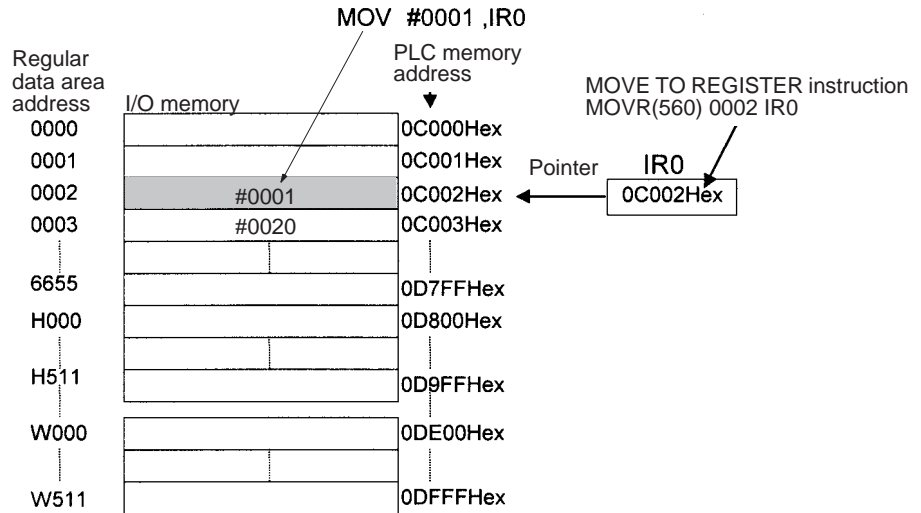 MOV #0001 ,IR0
Regular
data area
address
I/O memory
PLC memory
address
MOVE TO REGISTER instruction
MOVR(560) 0002 IR0
0000
0C000Hex
0001
0C001Hex
Pointer
IR0
0002
#0001
0C002Hex
0C002Hex
0003
#0020
0C003Hex
6655
0D7FFHex
H000
0D800Hex
H511
0D9FFHex
W000
0DE00Hex
W511
0DFFFHex